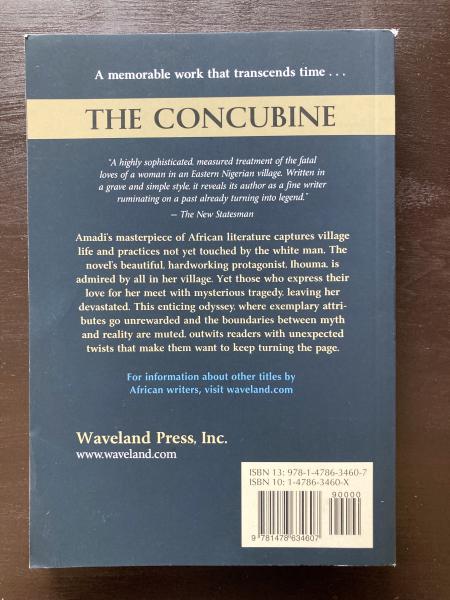 A memorable work that transcends time . . .
THE CONCUBINE
"A highly sophisticated, measured treatment of the fatal
loves of a woman in an Eastern Nigerian village. Written in
a grave and simple style, it reveals its author as a fine writer
ruminating on a past already turning into legend."
— The New Statesman
Amadi's masterpiece of African literature captures village
life and practices not yet touched by the white man. The
novel's beautiful, hardworking protagonist, Ihouma, is
admired by all in her village. Yet those who express their
love for her meet with mysterious tragedy, leaving her
devastated. This enticing odyssey, where exemplary attri-
butes go unrewarded and the boundaries between myth
and reality are muted, outwits readers with unexpected
twists that make them want to keep turning the page.
For information about other titles by
African writers, visit waveland.com
Waveland Press, Inc.
www.waveland.com
ISBN 13: 978-1-4786-3460-7
ISBN 10: 1-4786-3460-X
90000
9 781478 634607